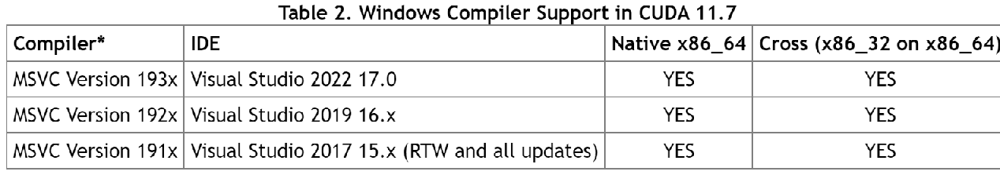 Table 2. Windows Compiler Support in CUDA 11.7
Compiler* IDE Native x86_64 Cross (x86_32 on x86_64)
MSVC Version 193x Visual Studio 2022 17.0 YES YES
MSVC Version 192x Visual Studio 2019 16.x YES YES
MSVC Version 191x Visual Studio 2017 15.x (RTW and all updates) YES YES